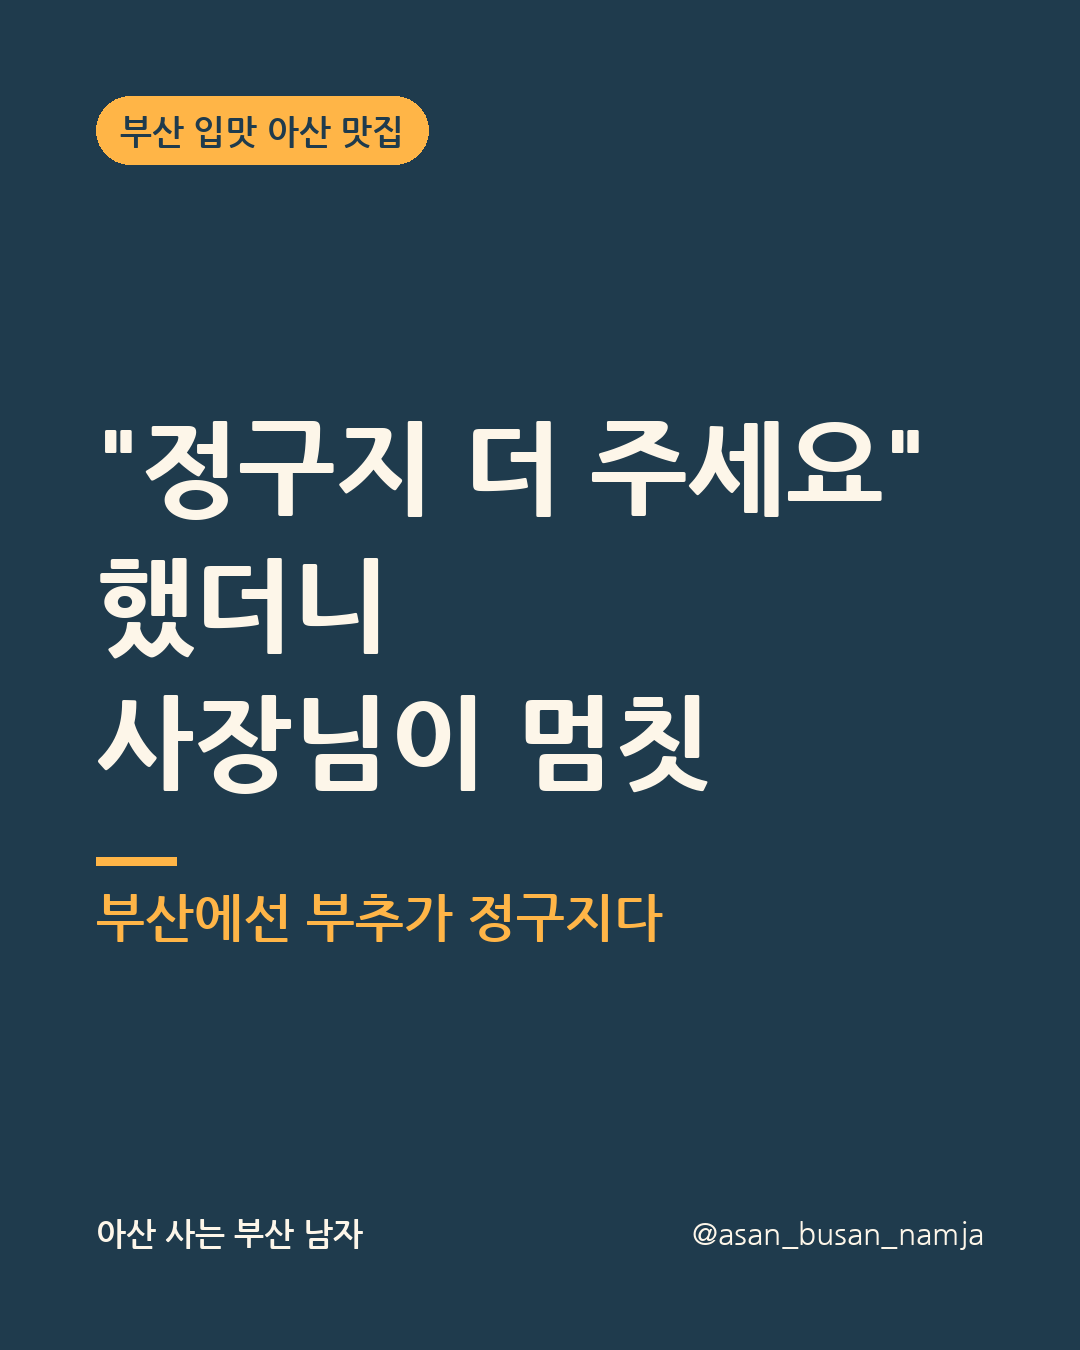 부산 입맛 아산 맛집
"정구지 더 주세요"
했더니
사장님이 멈칫
부산에선 부추가 정구지다
아산 사는 부산 남자
@asan_busan_namja